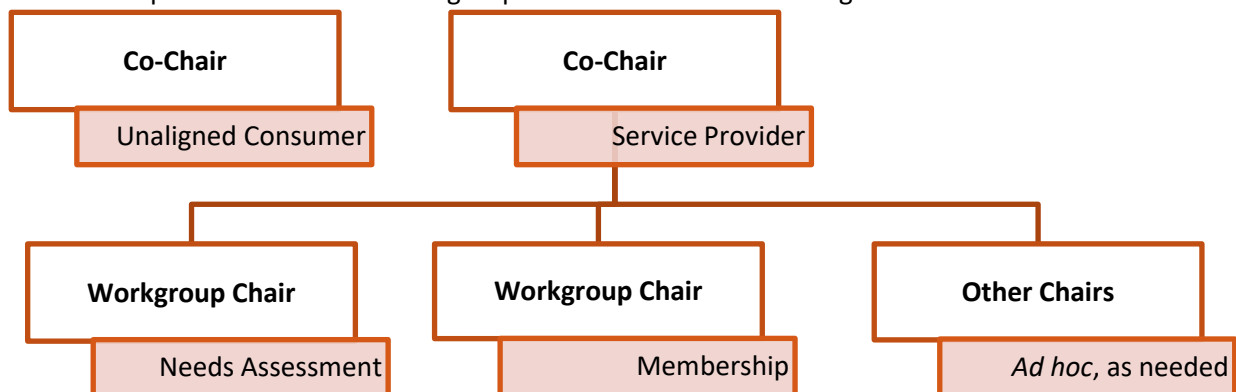 Co-Chair
Unaligned Consumer
Co-Chair
Service Provider
Workgroup Chair
Needs Assessment
Workgroup Chair
Membership
Other Chairs
Ad hoc, as needed